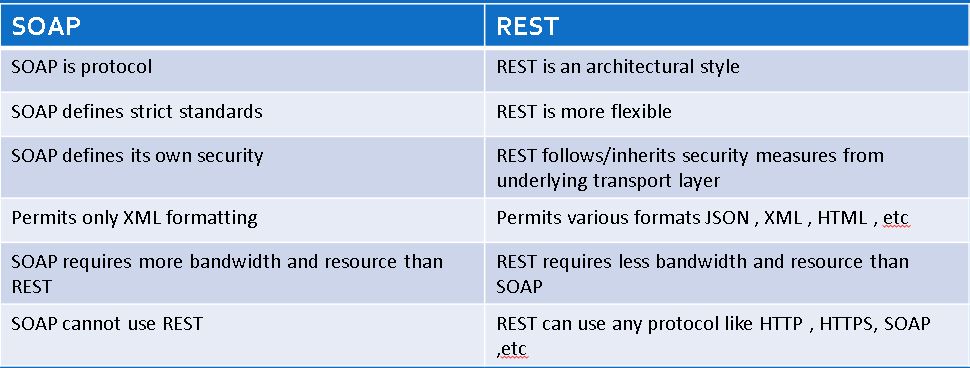 SOAP
REST
SOAP is protocol
REST is an architectural style
SOAP defines strict standards
REST is more flexible
SOAP defines its own security
REST follows/inherits security measures from
underlying transport layer
Permits only XML formatting
Permits various formats JSON , XML , HTML , etc
SOAP requires more bandwidth and resource than
REST
REST requires less bandwidth and resource than
SOAP
SOAP cannot use REST
REST can use any protocol like HTTP , HTTPS, SOAP
,etc